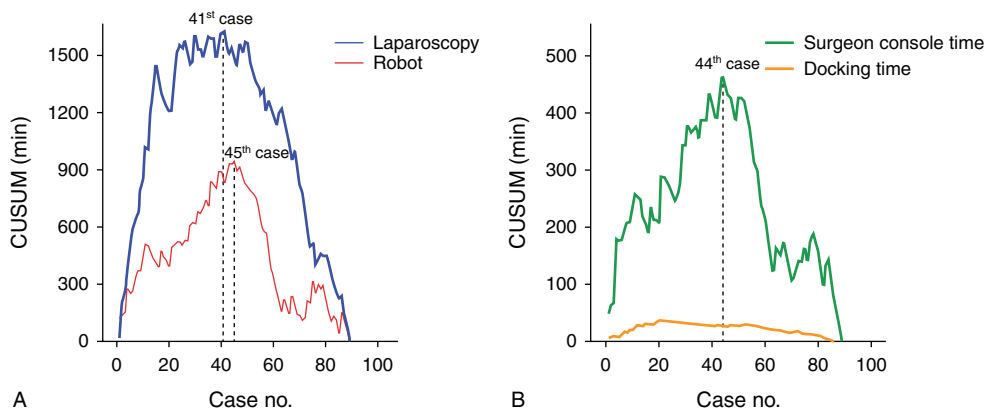 41st case
Laparoscopy
Robot
45th case
CUSUM (min)
1500
1200
900
600
300
0
0 20 40 60 80 100
Case no.
A
44th case
Surgeon console time
Docking time
CUSUM (min)
500
400
300
200
100
0
0 20 40 60 80 100
Case no.
B